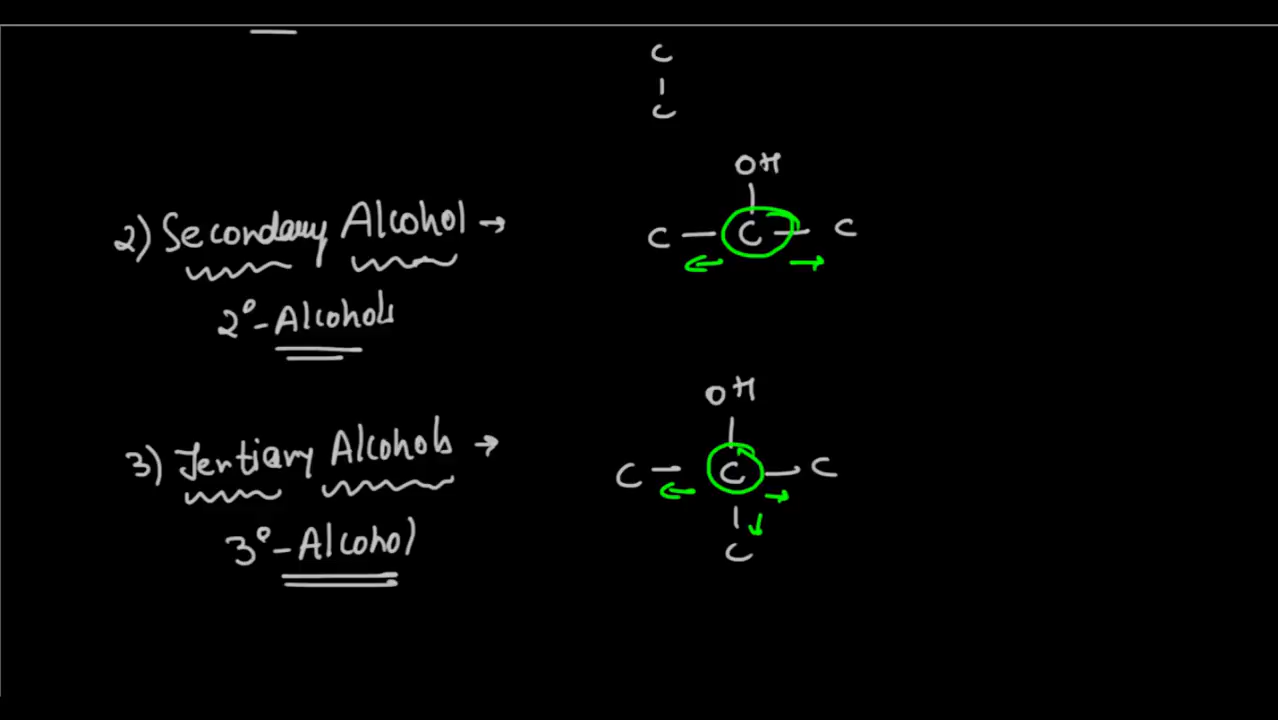 C
|
C
OH
|
2) Secondary Alcohol → C - C - C
2° - Alcohols
OH
|
3) Tertiary Alcohols → C - C - C
|
3° - Alcohol C